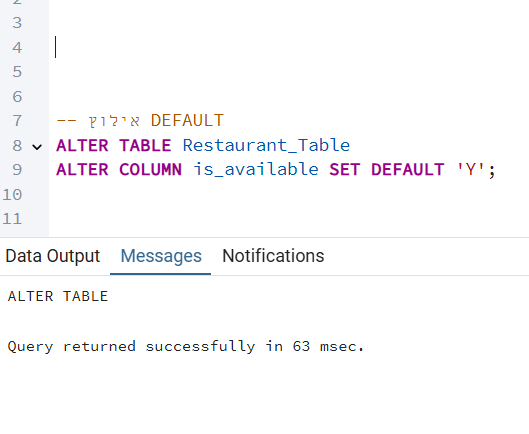 2
3
4
5
6
7 -- אילוץ DEFAULT
8 ALTER TABLE Restaurant_Table
9 ALTER COLUMN is_available SET DEFAULT 'Y';
10
11
Data Output Messages Notifications
ALTER TABLE
Query returned successfully in 63 msec.